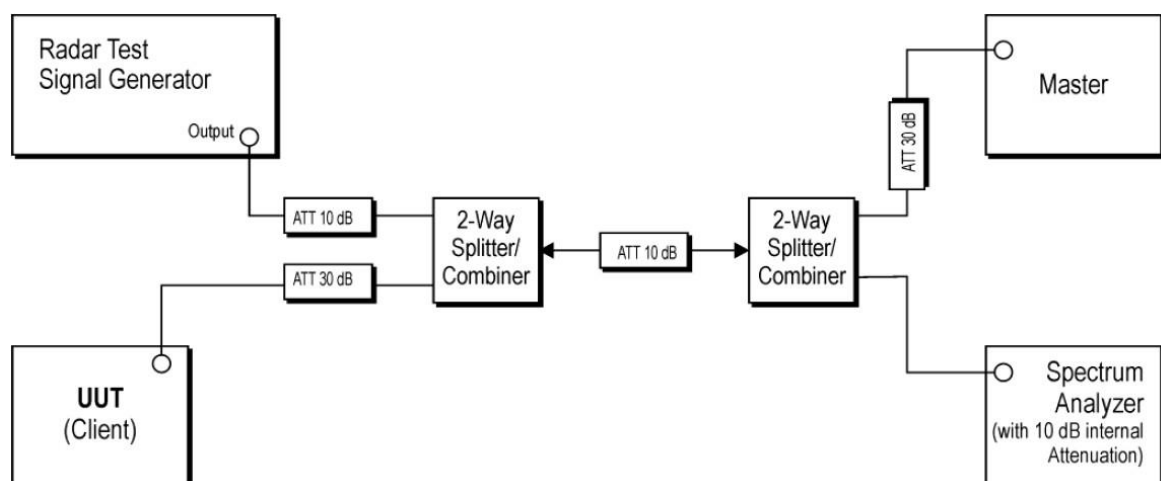 Radar Test
Signal Generator
Output
ATT 10 dB
ATT 30 dB
UUT
(Client)
2-Way
Splitter/
Combiner
ATT 10 dB
2-Way
Splitter/
Combiner
ATT 30 dB
Master
Spectrum
Analyzer
(with 10 dB internal
Attenuation)